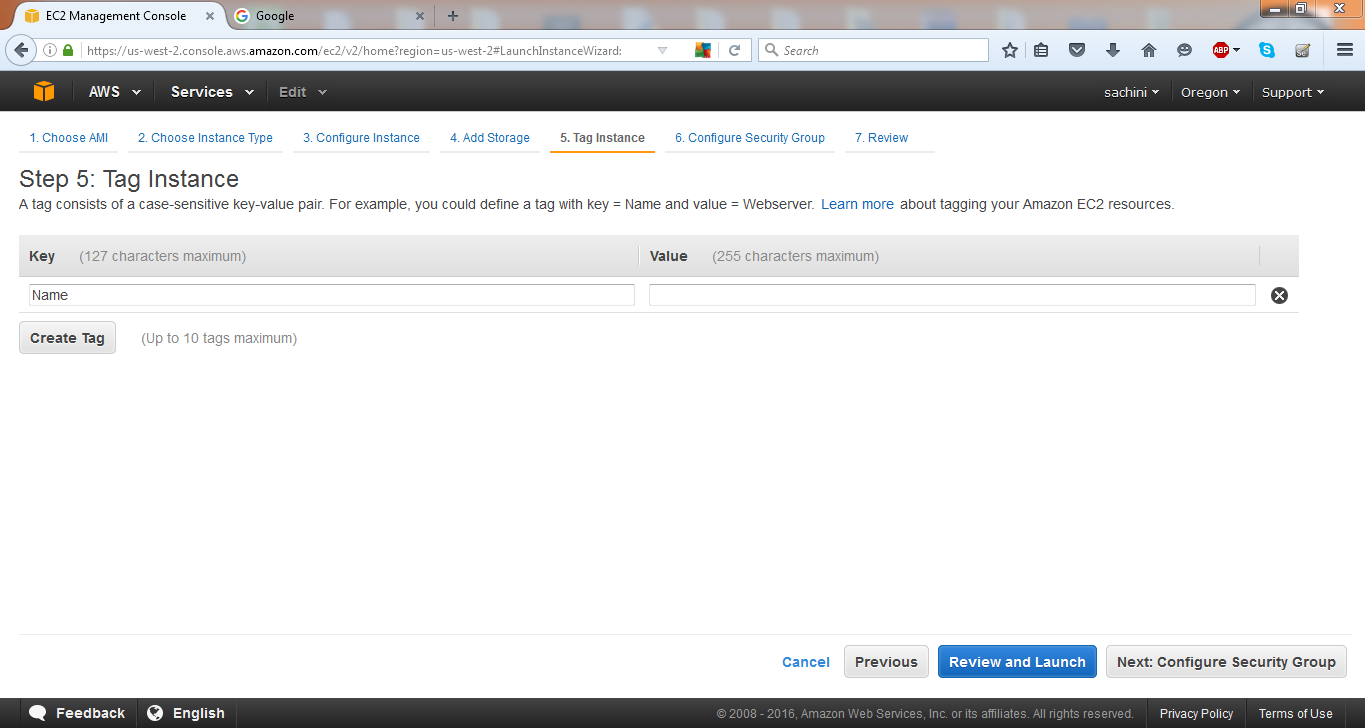 EC2 Management Console
Google
https://us-west-2.console.aws.amazon.com/ec2/v2/home?region=us-west-2#LaunchInstanceWizard:
Search
ABP
AWS Services Edit sachini Oregon Support
1. Choose AMI 2. Choose Instance Type 3. Configure Instance 4. Add Storage 5. Tag Instance 6. Configure Security Group 7. Review
Step 5: Tag Instance
A tag consists of a case-sensitive key-value pair. For example, you could define a tag with key = Name and value = Webserver. Learn more about tagging your Amazon EC2 resources.
Key (127 characters maximum) Value (255 characters maximum)
Name
Create Tag (Up to 10 tags maximum)
Cancel Previous Review and Launch Next: Configure Security Group
Feedback English © 2008 - 2016, Amazon Web Services, Inc. or its affiliates. All rights reserved. Privacy Policy Terms of Use